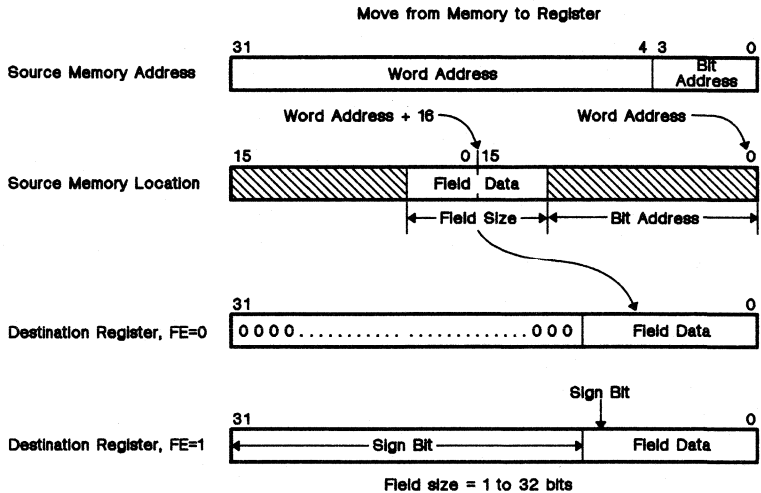 Move from Memory to Register
31 4 3 0
Source Memory Address Word Address Bit Address
Word Address + 16 Word Address
15 0 15 0
Source Memory Location Field Data
Field Size Bit Address
31 0
Destination Register, FE=0 0000...........................000 Field Data
Sign Bit
31 0
Destination Register, FE=1 Sign Bit Field Data
Field size = 1 to 32 bits